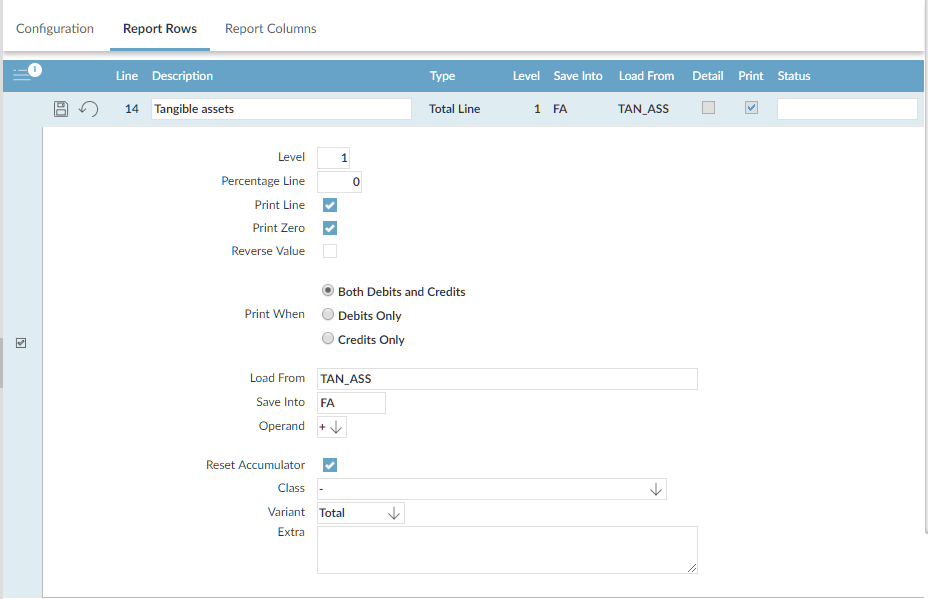 Configuration Report Rows Report Columns
Line Description Type Level Save Into Load From Detail Print Status
14 Tangible assets Total Line 1 FA TAN_ASS
Level 1
Percentage Line 0
Print Line
Print Zero
Reverse Value
Both Debits and Credits
Print When Debits Only
Credits Only
Load From TAN_ASS
Save Into FA
Operand +
Reset Accumulator
Class -
Variant Total
Extra